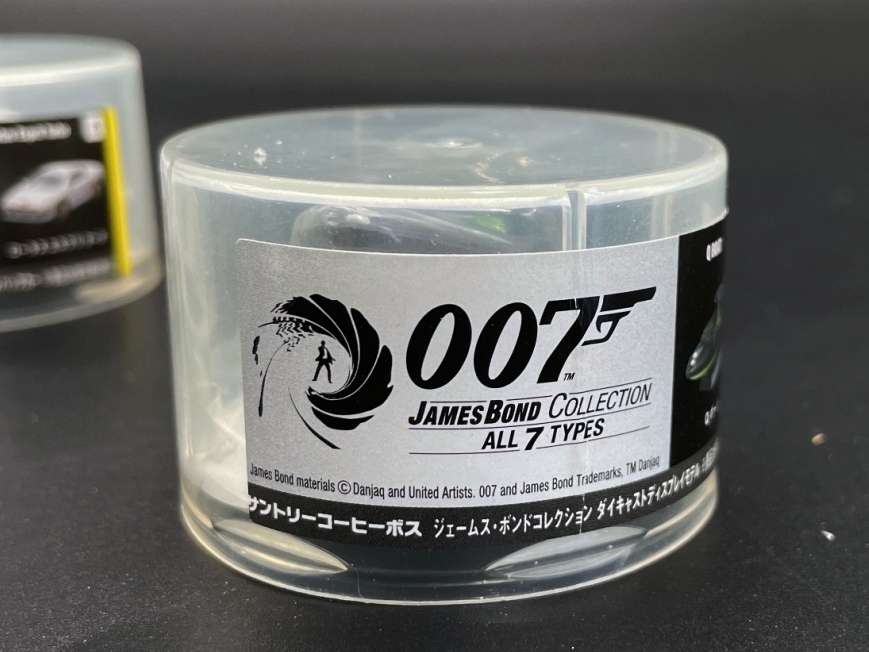 007
TM
JAMES BOND COLLECTION
ALL 7 TYPES
James Bond materials © Danjaq and United Artists. 007 and James Bond Trademarks, TM Danjaq
サントリーコーヒーボス ジェームス・ボンドコレクション ダイキャストディスプレイモデル